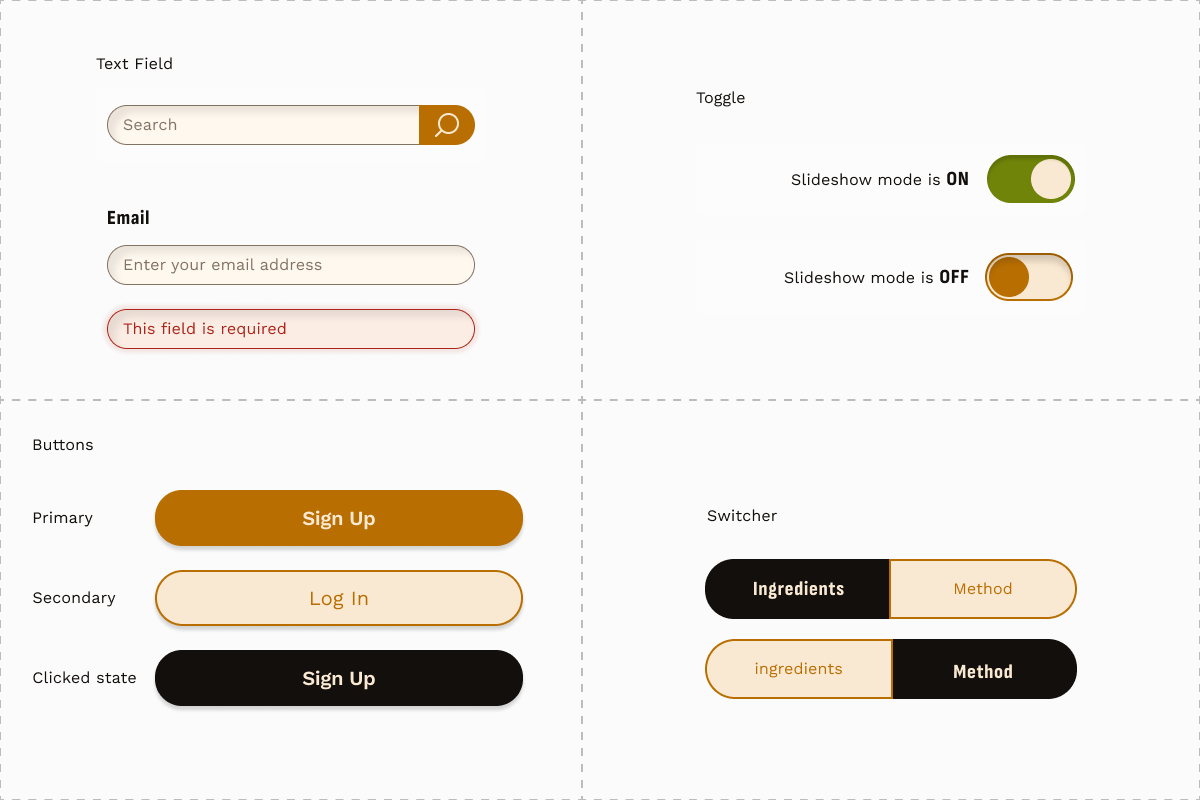 Text Field
Search
Email
Enter your email address
This field is required
Toggle
Slideshow mode is ON
Slideshow mode is OFF
Buttons
Primary
Sign Up
Secondary
Log In
Clicked state
Sign Up
Switcher
Ingredients
Method
ingredients
Method